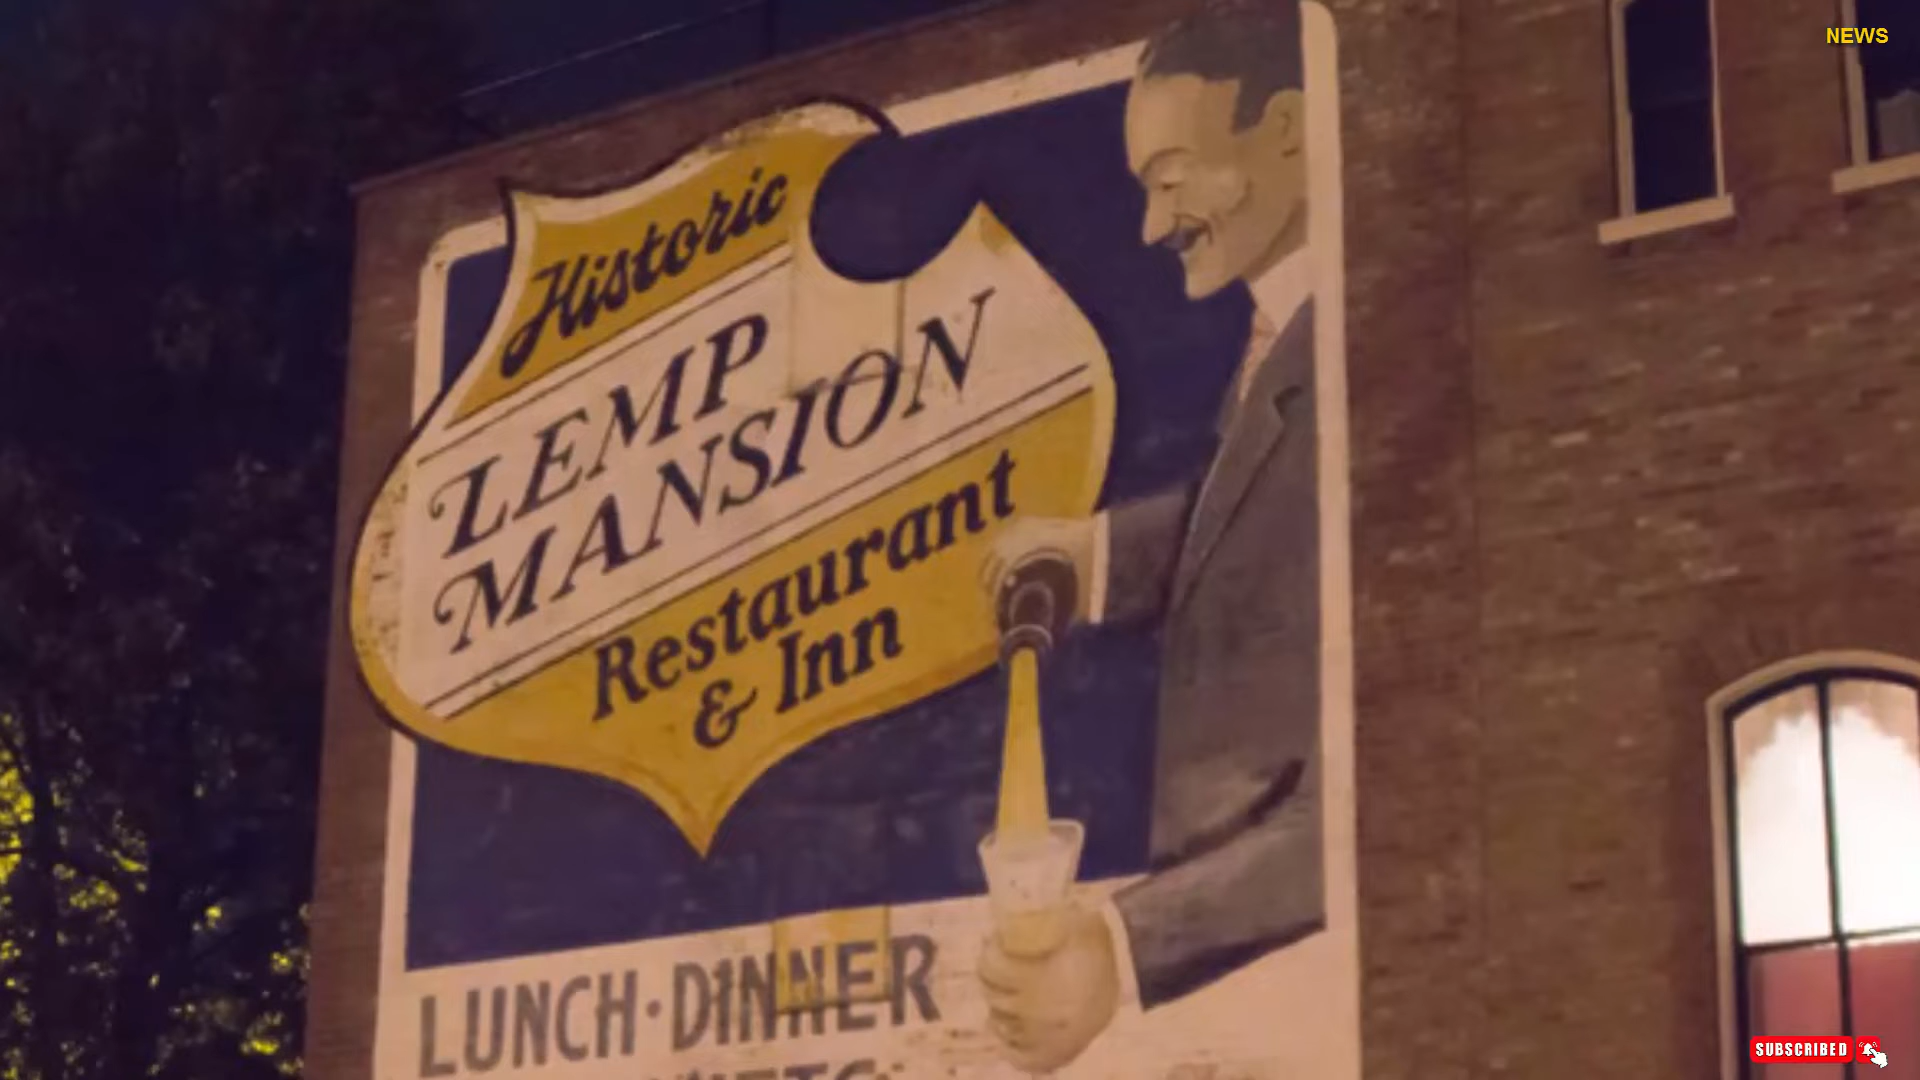 NEWS
Historic
LEMP
MANSION
Restaurant
& Inn
LUNCH·DINNER
SUBSCRIBED